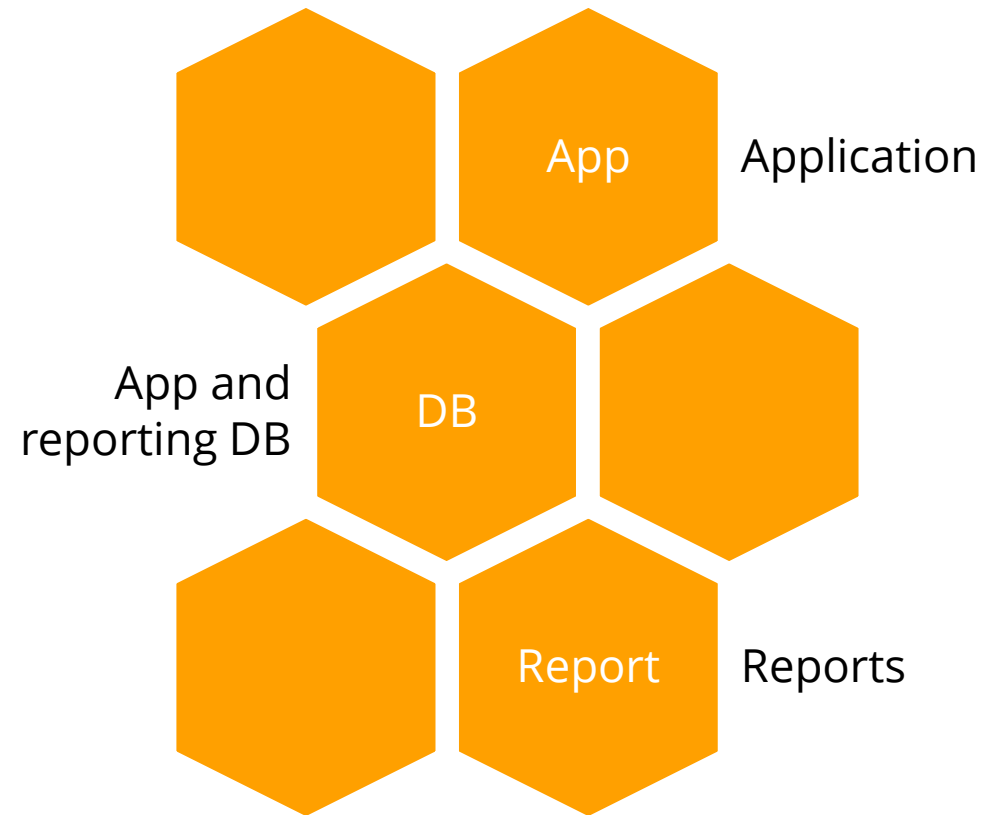 App
Application
App and
reporting DB
DB
Report
Reports